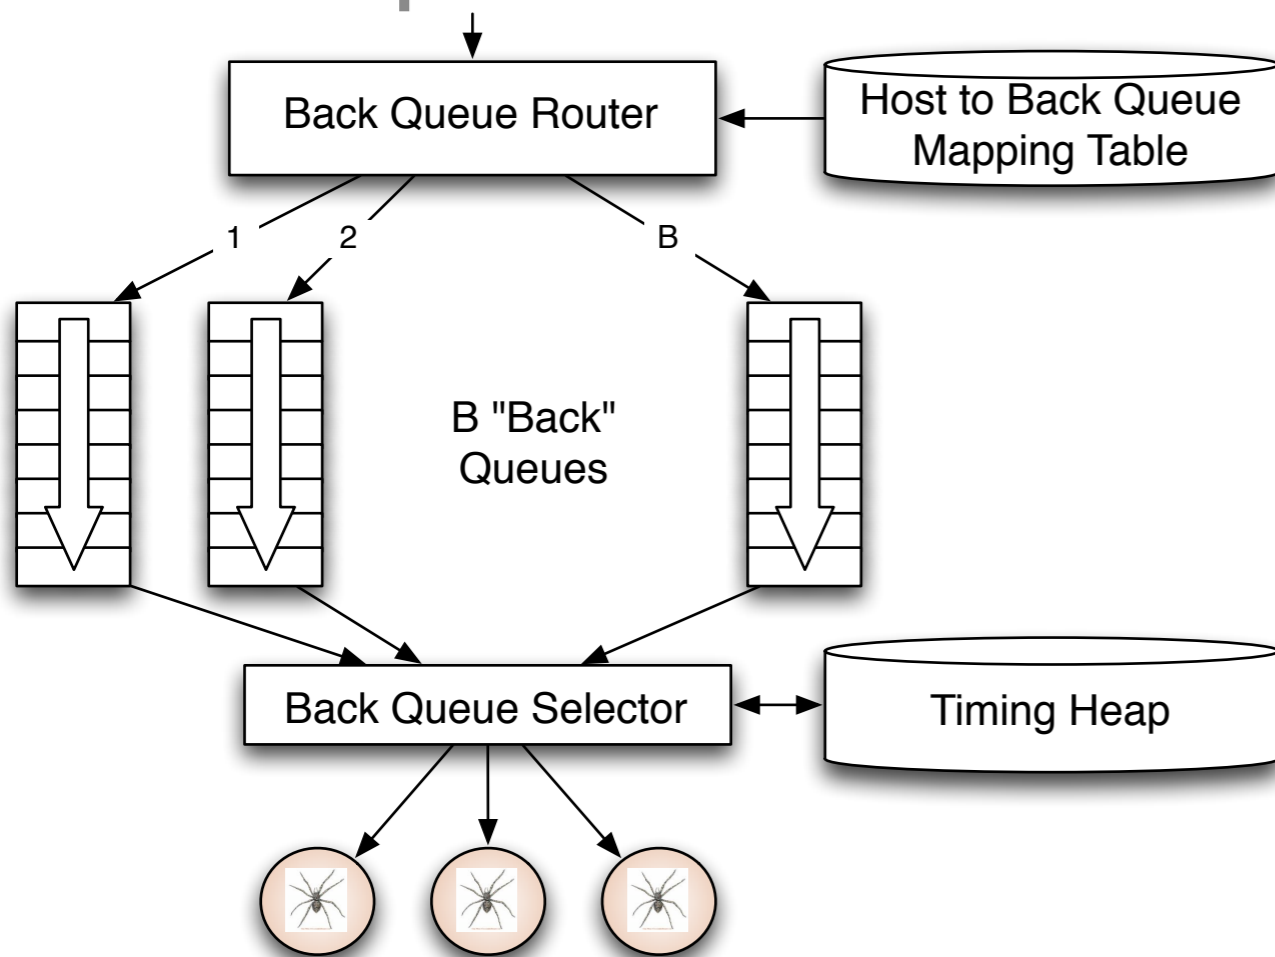 Back Queue Router
Host to Back Queue
Mapping Table
1
2
B
B "Back"
Queues
Back Queue Selector
Timing Heap